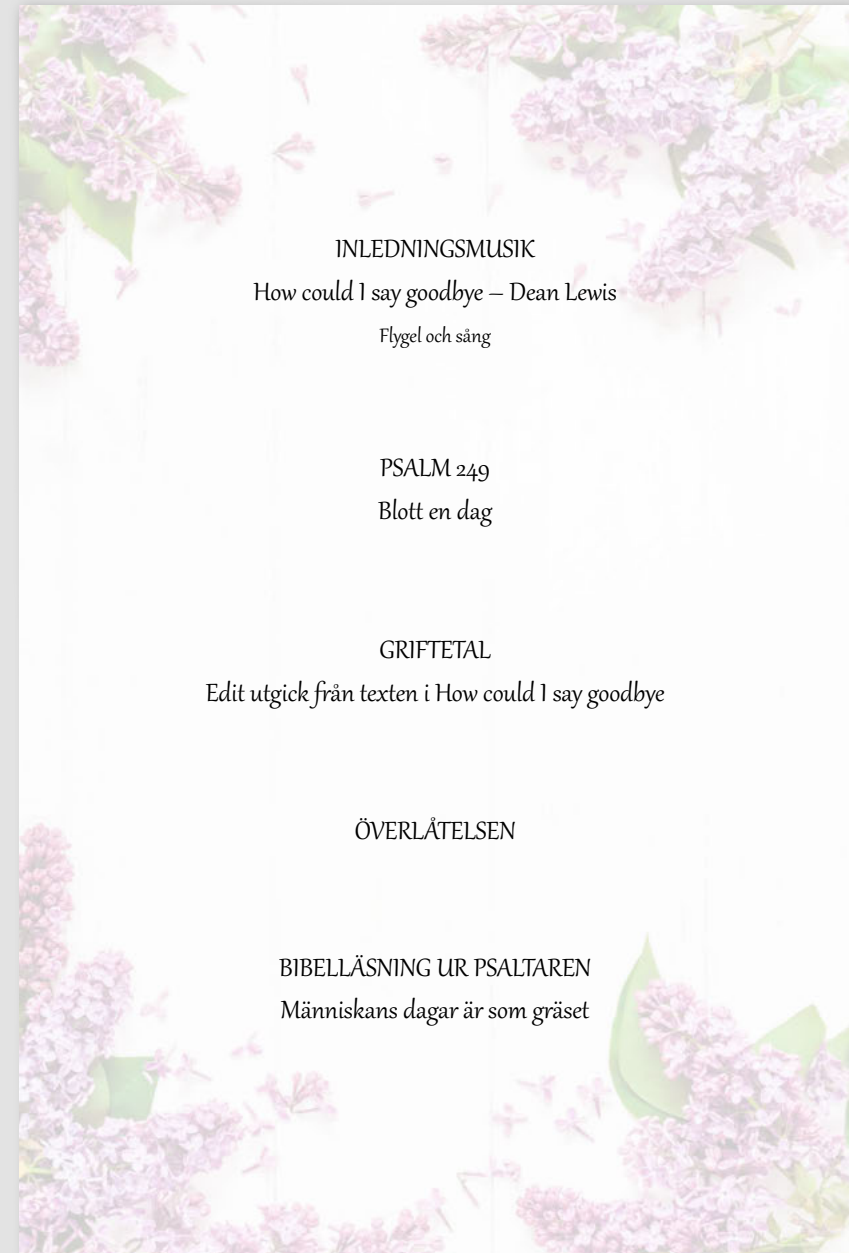 INLEDNINGSMUSIK
How could I say goodbye – Dean Lewis
Flygel och sång
PSALM 249
Blott en dag
GRIFTETAL
Edit utgick från texten i How could I say goodbye
ÖVERLÅTELSEN
BIBELLÄSNING UR PSALTAREN
Människans dagar är som gräset